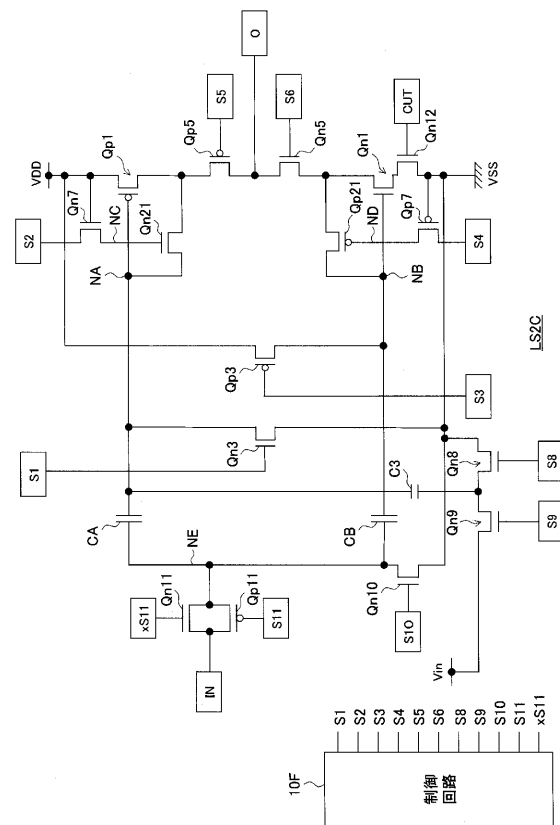 VDD
Qp1
Qn7
S2
NC
Qn21
NA
Qp5
S5
O
S6
Qn5
Qn1
CUT
Qn12
VSS
Qp21
ND
Qp7
S4
NB
LS2C
Qp3
S3
S1
Qn3
C3
Qn8
S8
Qn9
S9
CA
NE
CB
Qn10
S10
xS11
Qn11
Qp11
S11
IN
Vin
10F
制御
回路
S1
S2
S3
S4
S5
S6
S8
S9
S10
S11
xS11